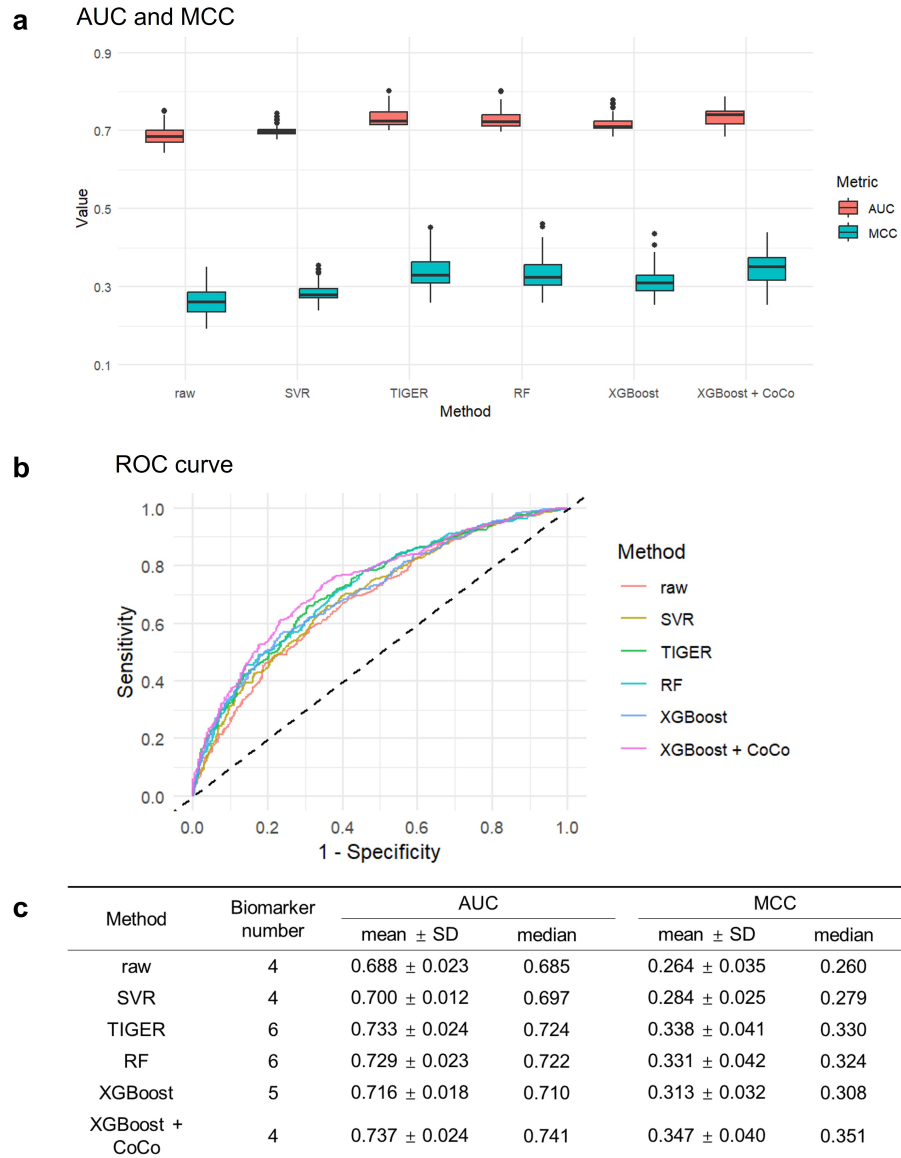 a
AUC and MCC
0.9
0.7
0.5
0.3
0.1
Value
raw SVR TIGER RF XGBoost XGBoost + CoCo
Method
Metric
AUC
MCC
b
ROC curve
1.0
0.8
0.6
0.4
0.2
0.0
Sensitivity
0.0 0.2 0.4 0.6 0.8 1.0
1 - Specificity
Method
raw
SVR
TIGER
RF
XGBoost
XGBoost + CoCo
c
Method Biomarker number AUC MCC
mean ± SD median mean ± SD median
raw 4 0.688 ± 0.023 0.685 0.264 ± 0.035 0.260
SVR 4 0.700 ± 0.012 0.697 0.284 ± 0.025 0.279
TIGER 6 0.733 ± 0.024 0.724 0.338 ± 0.041 0.330
RF 6 0.729 ± 0.023 0.722 0.331 ± 0.042 0.324
XGBoost 5 0.716 ± 0.018 0.710 0.313 ± 0.032 0.308
XGBoost + CoCo 4 0.737 ± 0.024 0.741 0.347 ± 0.040 0.351